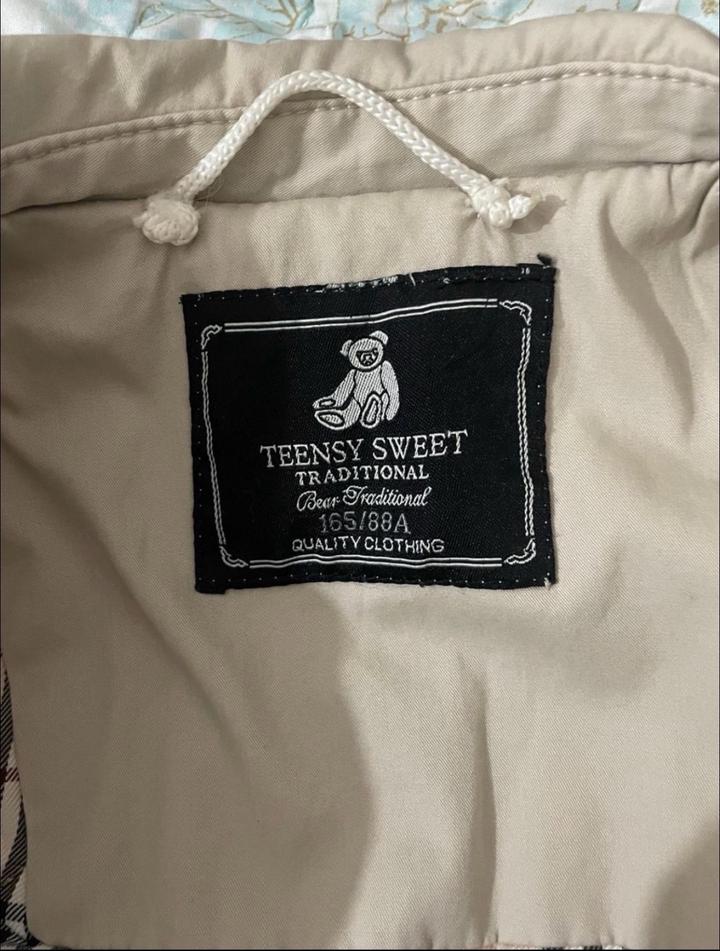 TEENSY SWEET
TRADITIONAL
Bear Traditional
165/88A
QUALITY CLOTHING